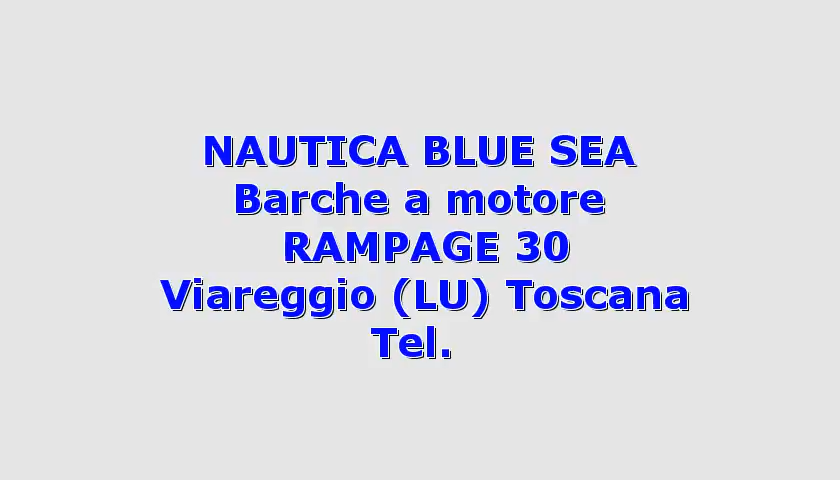 NAUTICA BLUE SEA
Barche a motore
RAMPAGE 30
Viareggio (LU) Toscana
Tel.